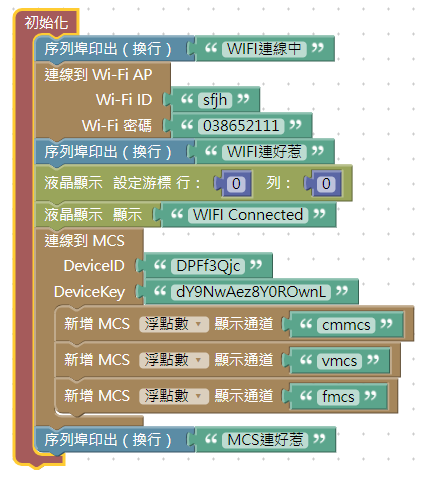 初始化
序列埠印出（換行） “ WIFI連線中 ”
連線到 Wi-Fi AP
Wi-Fi ID “ sfjh ”
Wi-Fi 密碼 “ 038652111 ”
序列埠印出（換行） “ WIFI連好惹 ”
液晶顯示 設定游標 行： 0 列： 0
液晶顯示 顯示 “ WIFI Connected ”
連線到 MCS
DeviceID “ DPFf3Qjc ”
DeviceKey “ dY9NwAez8Y0ROwnL ”
新增 MCS 浮點數 顯示通道 “ cmmcs ”
新增 MCS 浮點數 顯示通道 “ vmcs ”
新增 MCS 浮點數 顯示通道 “ fmcs ”
序列埠印出（換行） “ MCS連好惹 ”